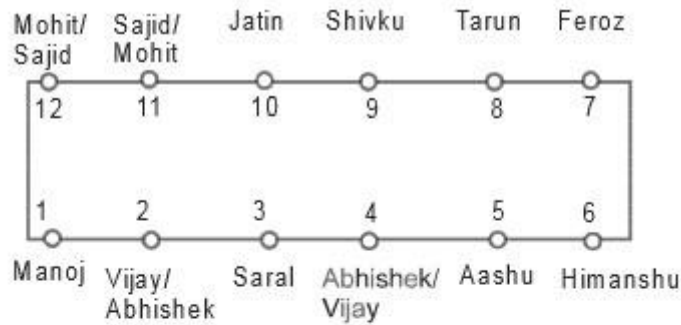 Mohit/ Sajid/ Jatin Shivku Tarun Feroz
Sajid Mohit
12 11 10 9 8 7
1 2 3 4 5 6
Manoj Vijay/ Saral Abhishek/ Aashu Himanshu
Abhishek Vijay